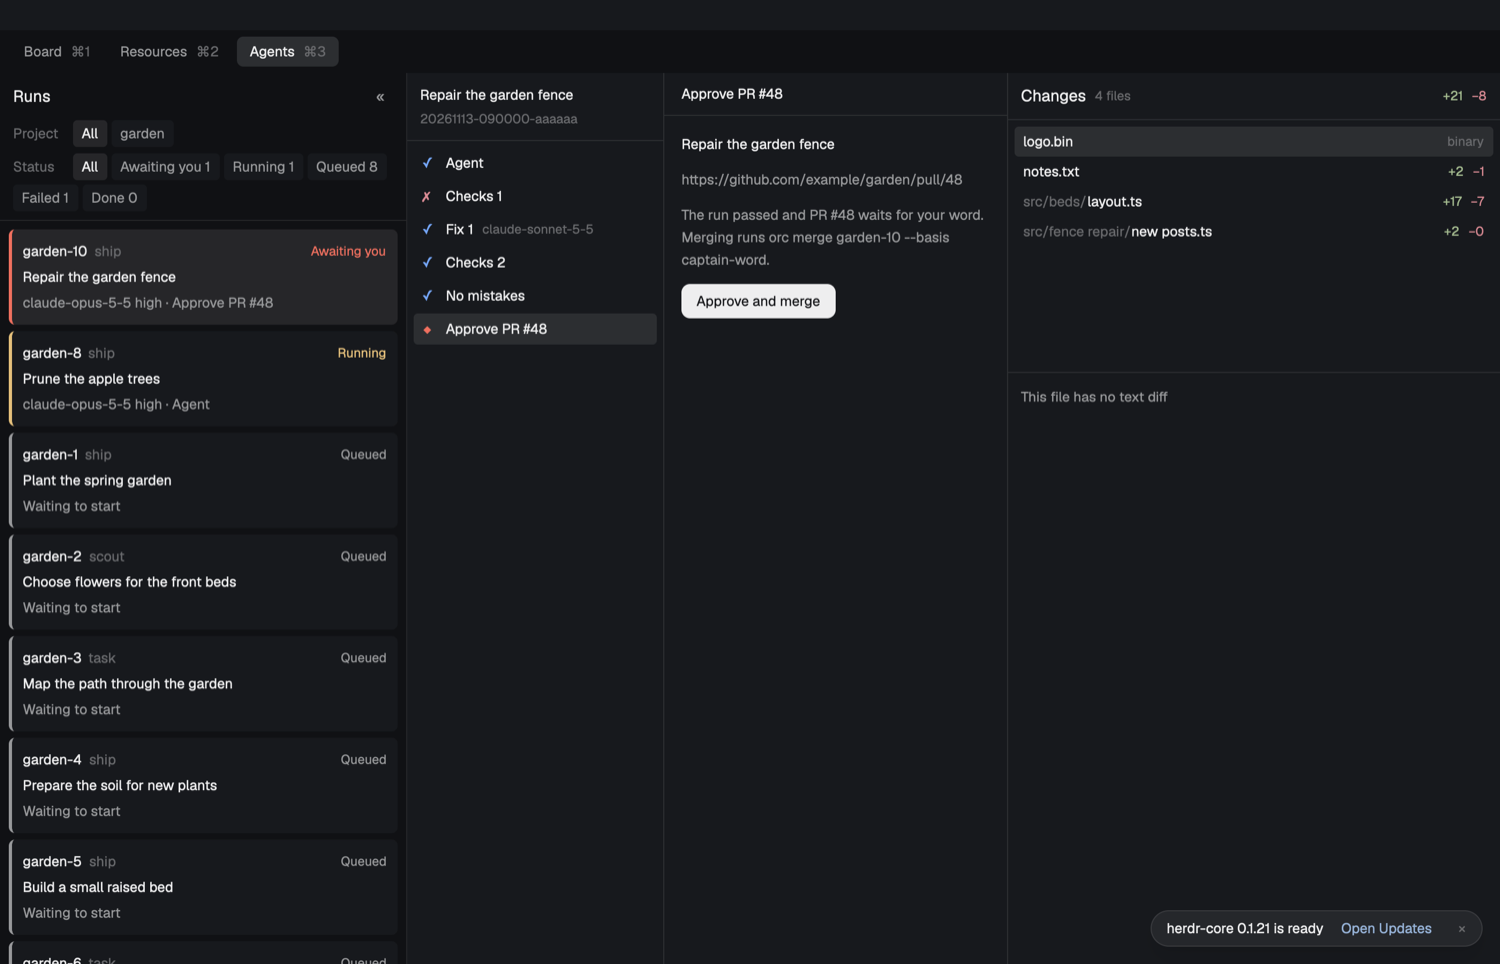 Board ⌘1 Resources ⌘2 Agents ⌘3
Runs «
Project All garden
Status All Awaiting you 1 Running 1 Queued 8
Failed 1 Done 0
garden-10 ship Awaiting you
Repair the garden fence
claude-opus-5-5 high · Approve PR #48
garden-8 ship Running
Prune the apple trees
claude-opus-5-5 high · Agent
garden-1 ship Queued
Plant the spring garden
Waiting to start
garden-2 scout Queued
Choose flowers for the front beds
Waiting to start
garden-3 task Queued
Map the path through the garden
Waiting to start
garden-4 ship Queued
Prepare the soil for new plants
Waiting to start
garden-5 ship Queued
Build a small raised bed
Waiting to start
garden-6 task Queued
Repair the garden fence
20261113-090000-aaaaaa
✓ Agent
✗ Checks 1
✓ Fix 1 claude-sonnet-5-5
✓ Checks 2
✓ No mistakes
◆ Approve PR #48
Approve PR #48
Repair the garden fence
https://github.com/example/garden/pull/48
The run passed and PR #48 waits for your word.
Merging runs orc merge garden-10 --basis
captain-word.
Approve and merge
Changes 4 files +21 −8
logo.bin binary
notes.txt +2 −1
src/beds/layout.ts +17 −7
src/fence repair/new posts.ts +2 −0
This file has no text diff
herdr-core 0.1.21 is ready Open Updates ×